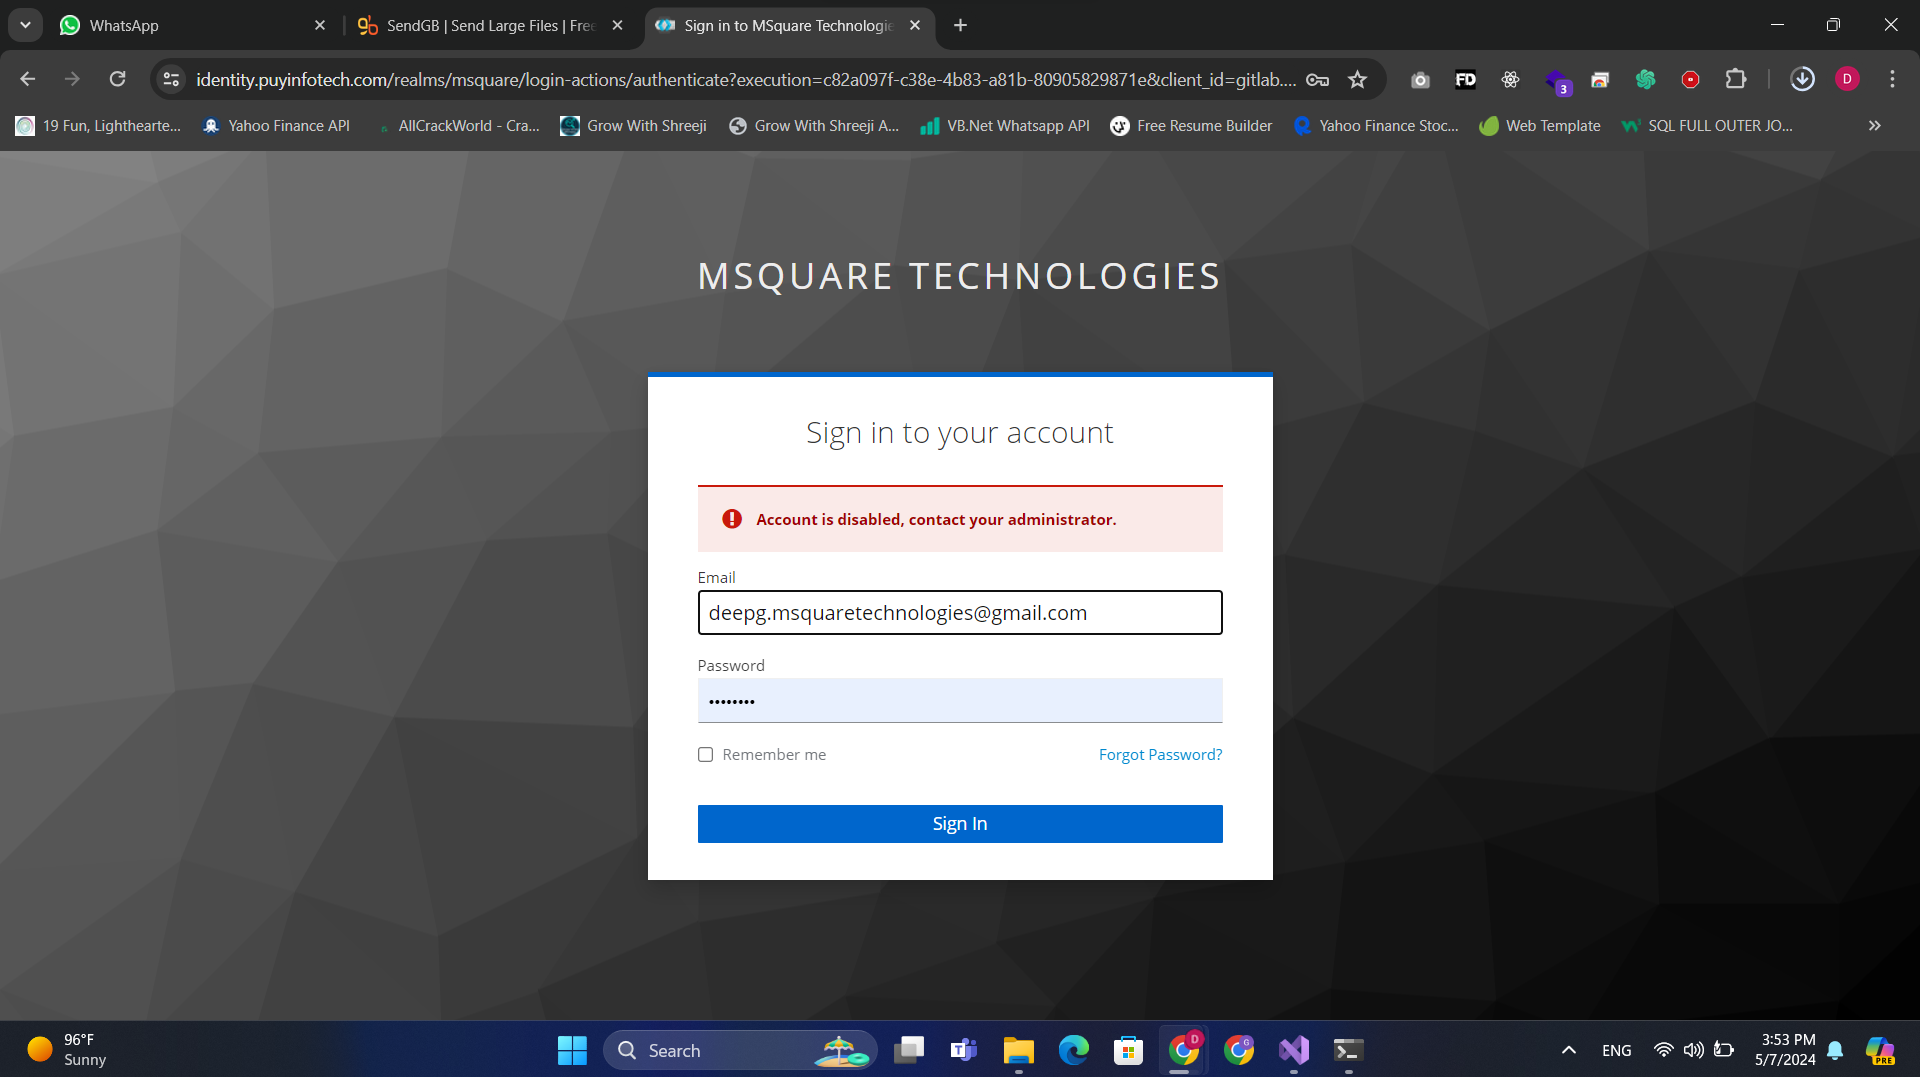 WhatsApp
SendGB | Send Large Files | Free
Sign in to MSquare Technologie
identity.puyinfotech.com/realms/msquare/login-actions/authenticate?execution=c82a097f-c38e-4b83-a81b-80905829871e&client_id=gitlab....
FD
3
D
19 Fun, Lighthearte...
Yahoo Finance API
AllCrackWorld - Cra...
Grow With Shreeji
Grow With Shreeji A...
VB.Net Whatsapp API
Free Resume Builder
Yahoo Finance Stoc...
Web Template
SQL FULL OUTER JO...
MSQUARE TECHNOLOGIES
Sign in to your account
Account is disabled, contact your administrator.
Email
deepg.msquaretechnologies@gmail.com
Password
••••••••
Remember me
Forgot Password?
Sign In
96°F
Sunny
Search
D
G
ENG
3:53 PM
5/7/2024
PRE